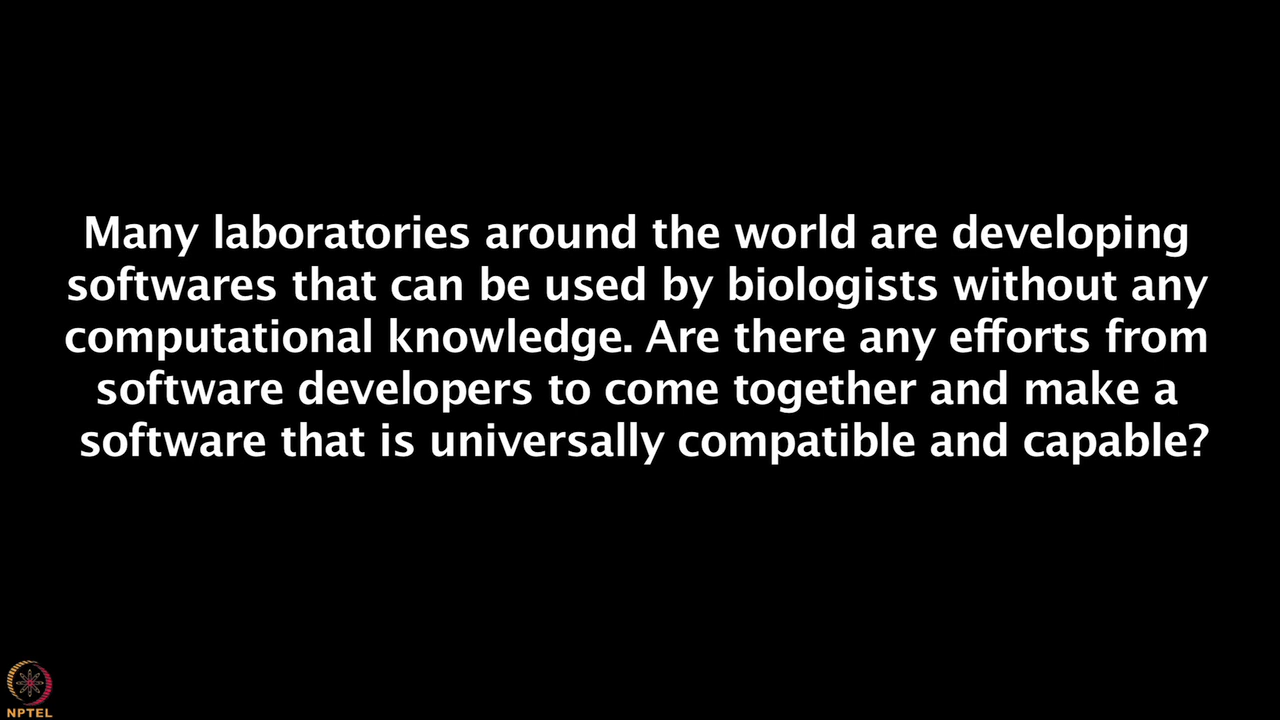 Many laboratories around the world are developing
softwares that can be used by biologists without any
computational knowledge. Are there any efforts from
software developers to come together and make a
software that is universally compatible and capable?
NPTEL